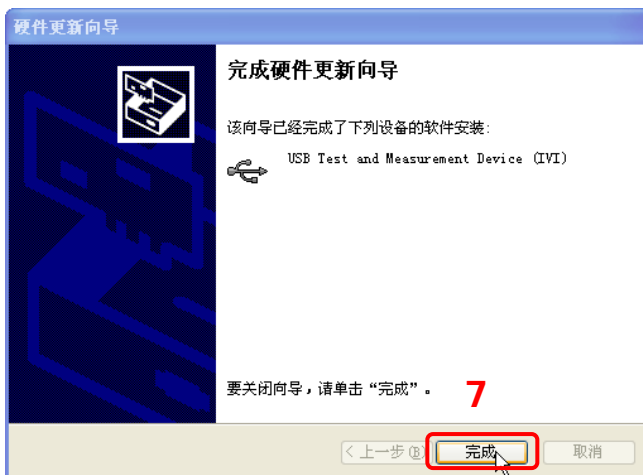 硬件更新向导
完成硬件更新向导
该向导已经完成了下列设备的软件安装:
USB Test and Measurement Device (IVI)
要关闭向导，请单击“完成”。
7
< 上一步(B) 完成 取消